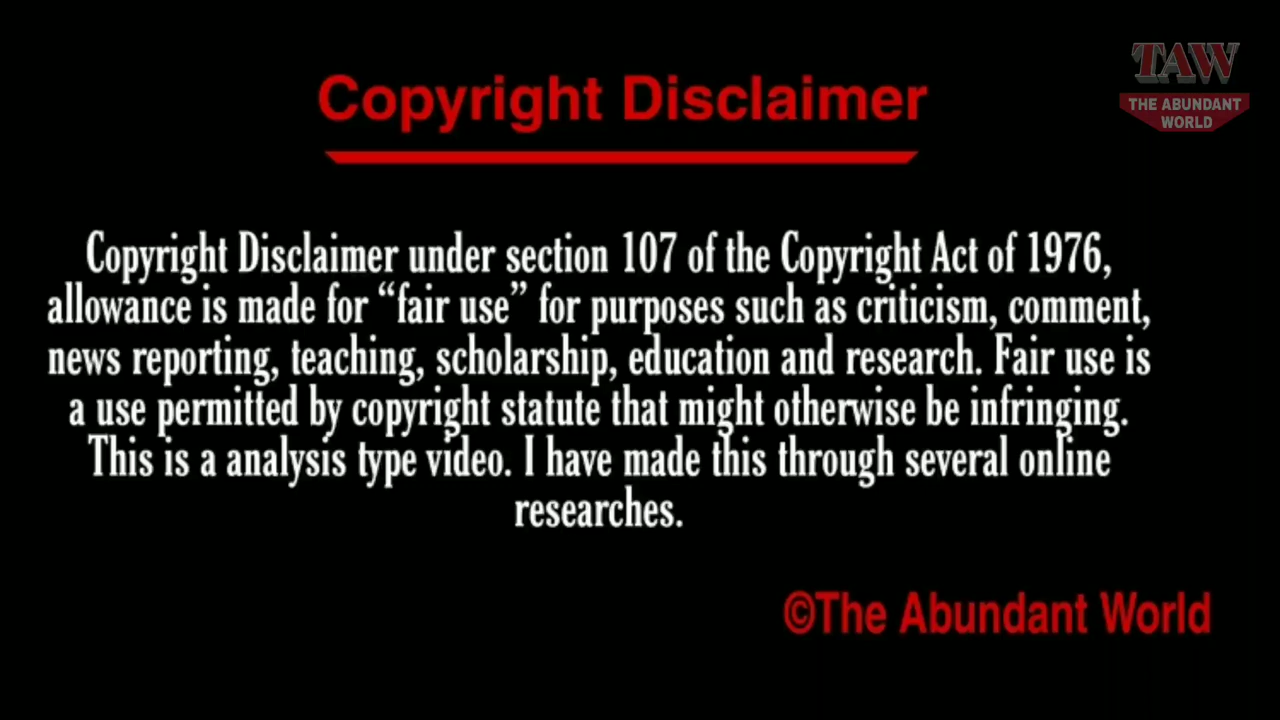 TAW
THE ABUNDANT
WORLD
Copyright Disclaimer
Copyright Disclaimer under section 107 of the Copyright Act of 1976,
allowance is made for “fair use” for purposes such as criticism, comment,
news reporting, teaching, scholarship, education and research. Fair use is
a use permitted by copyright statute that might otherwise be infringing.
This is a analysis type video. I have made this through several online
researches.
©The Abundant World